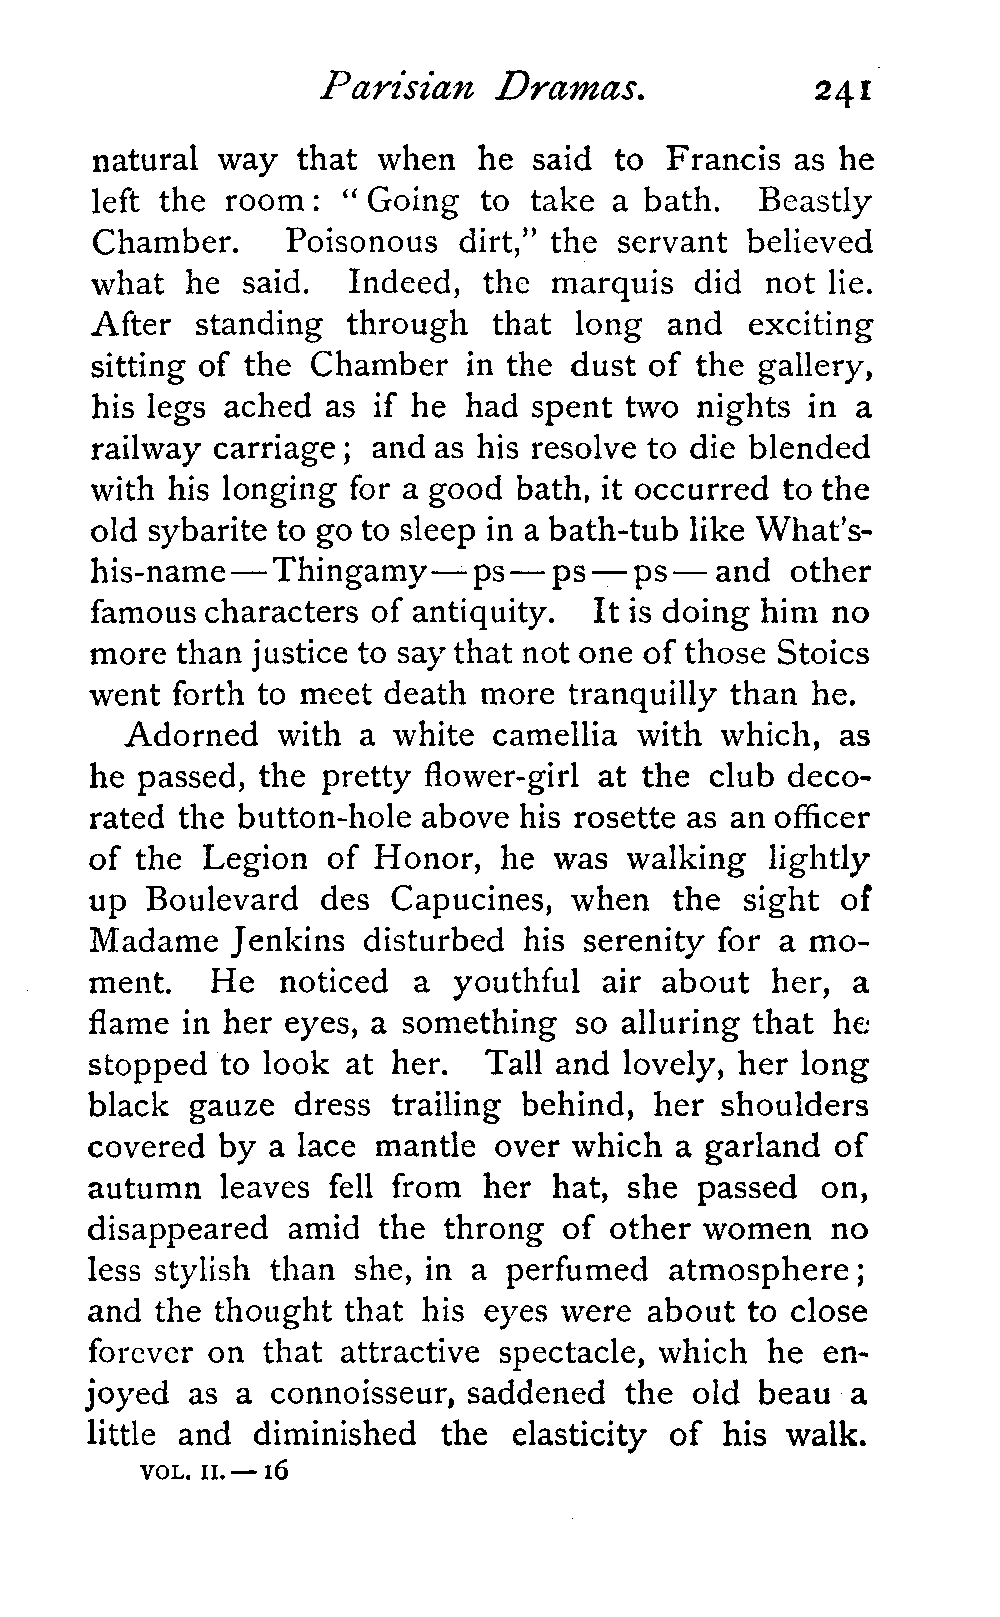 Parisian Dramas. 241
natural way that when he said to Francis as he
left the room: "Going to take a bath. Beastly
Chamber. Poisonous dirt," the servant believed
what he said. Indeed, the marquis did not lie.
After standing through that long and exciting
sitting of the Chamber in the dust of the gallery,
his legs ached as if he had spent two nights in a
railway carriage; and as his resolve to die blended
with his longing for a good bath, it occurred to the
old sybarite to go to sleep in a bath-tub like What's-
his-name—Thingamy—ps—ps—ps—and other
famous characters of antiquity. It is doing him no
more than justice to say that not one of those Stoics
went forth to meet death more tranquilly than he.
Adorned with a white camellia with which, as
he passed, the pretty flower-girl at the club deco-
rated the button-hole above his rosette as an officer
of the Legion of Honor, he was walking lightly
up Boulevard des Capucines, when the sight of
Madame Jenkins disturbed his serenity for a mo-
ment. He noticed a youthful air about her, a
flame in her eyes, a something so alluring that he
stopped to look at her. Tall and lovely, her long
black gauze dress trailing behind, her shoulders
covered by a lace mantle over which a garland of
autumn leaves fell from her hat, she passed on,
disappeared amid the throng of other women no
less stylish than she, in a perfumed atmosphere;
and the thought that his eyes were about to close
forever on that attractive spectacle, which he en-
joyed as a connoisseur, saddened the old beau a
little and diminished the elasticity of his walk.
VOL. II.—16